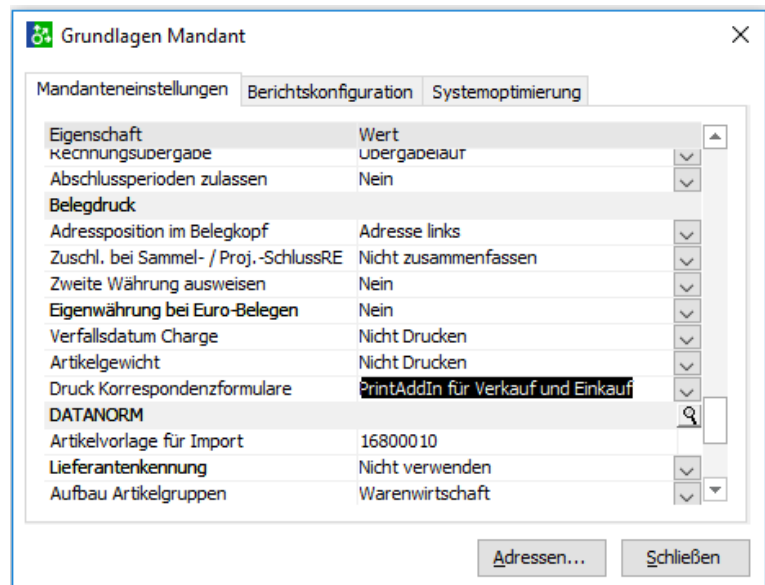 Grundlagen Mandant
Mandanteneinstellungen Berichtskonfiguration Systemoptimierung
Eigenschaft Wert
Rechnungsübergabe Übergabelauf
Abschlussperioden zulassen Nein
Belegdruck
Adressposition im Belegkopf Adresse links
Zuschl. bei Sammel- / Proj.-SchlussRE Nicht zusammenfassen
Zweite Währung ausweisen Nein
Eigenwährung bei Euro-Belegen Nein
Verfallsdatum Charge Nicht Drucken
Artikelgewicht Nicht Drucken
Druck Korrespondenzformulare PrintAddIn für Verkauf und Einkauf
DATANORM
Artikelvorlage für Import 16800010
Lieferantenkennung Nicht verwenden
Aufbau Artikelgruppen Warenwirtschaft
Adressen... Schließen